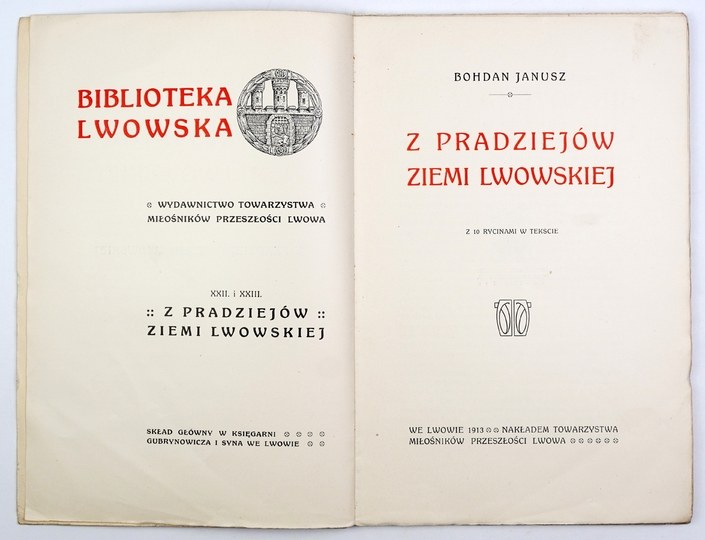 BIBLIOTEKA
LWOWSKA
WYDAWNICTWO TOWARZYSTWA
MIŁOŚNIKÓW PRZESZŁOŚCI LWOWA
XXII. i XXIII.
:: Z PRADZIEJÓW ::
ZIEMI LWOWSKIEJ
SKŁAD GŁÓWNY W KSIĘGARNI
GUBRYNOWICZA I SYNA WE LWOWIE
BOHDAN JANUSZ
Z PRADZIEJÓW
ZIEMI LWOWSKIEJ
Z 10 RYCINAMI W TEKSCIE
WE LWOWIE 1913 NAKŁADEM TOWARZYSTWA
MIŁOŚNIKÓW PRZESZŁOŚCI LWOWA